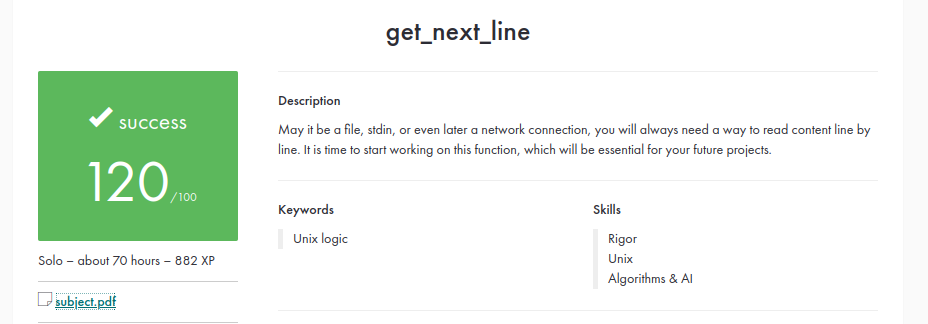 get_next_line
success
120/100
Solo – about 70 hours – 882 XP
subject.pdf
Description
May it be a file, stdin, or even later a network connection, you will always need a way to read content line by
line. It is time to start working on this function, which will be essential for your future projects.
Keywords
Unix logic
Skills
Rigor
Unix
Algorithms & AI